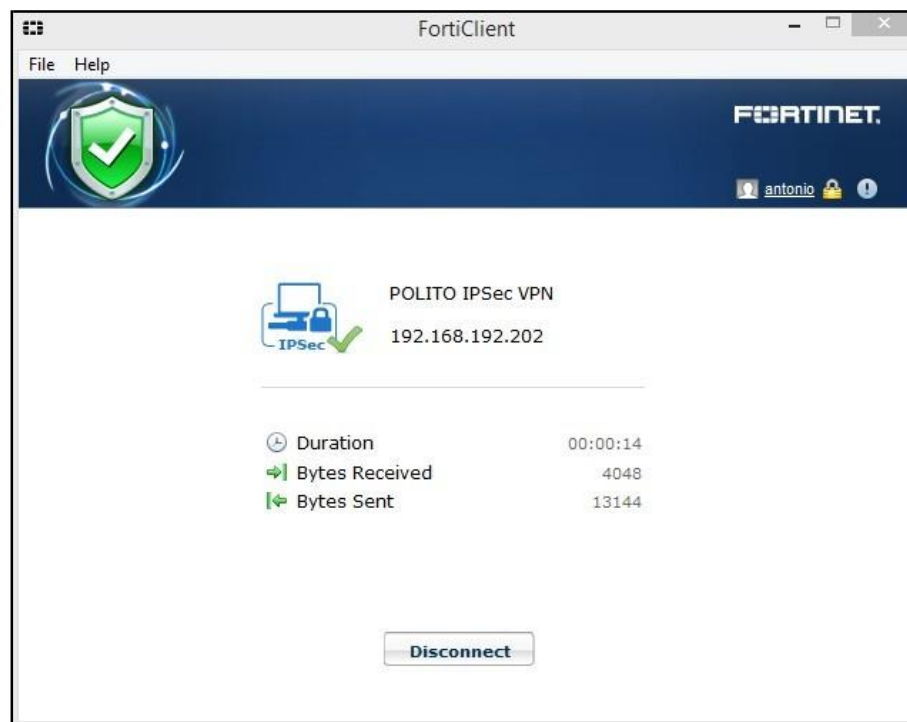 FortiClient
File Help
FORTINET.
antonio
POLITO IPSec VPN
192.168.192.202
IPSec
Duration 00:00:14
Bytes Received 4048
Bytes Sent 13144
Disconnect